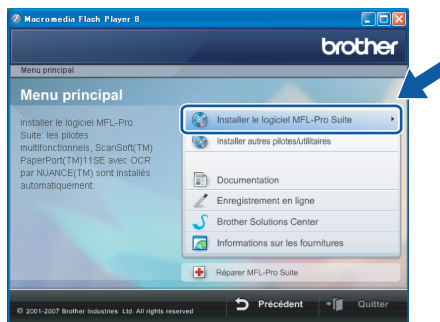 Macromedia Flash Player 8
brother
Menu principal
Menu principal
Installer le logiciel MFL-Pro
Suite: les pilotes
multifonctionnels, ScanSoft(TM)
PaperPort(TM)11SE avec OCR
par NUANCE(TM) sont installés
automatiquement.
Installer le logiciel MFL-Pro Suite
Installer autres pilotes/utilitaires
Documentation
Enregistrement en ligne
Brother Solutions Center
Informations sur les fournitures
Réparer MFL-Pro Suite
© 2001-2007 Brother Industries Ltd. All rights reserved
Précédent
Quitter